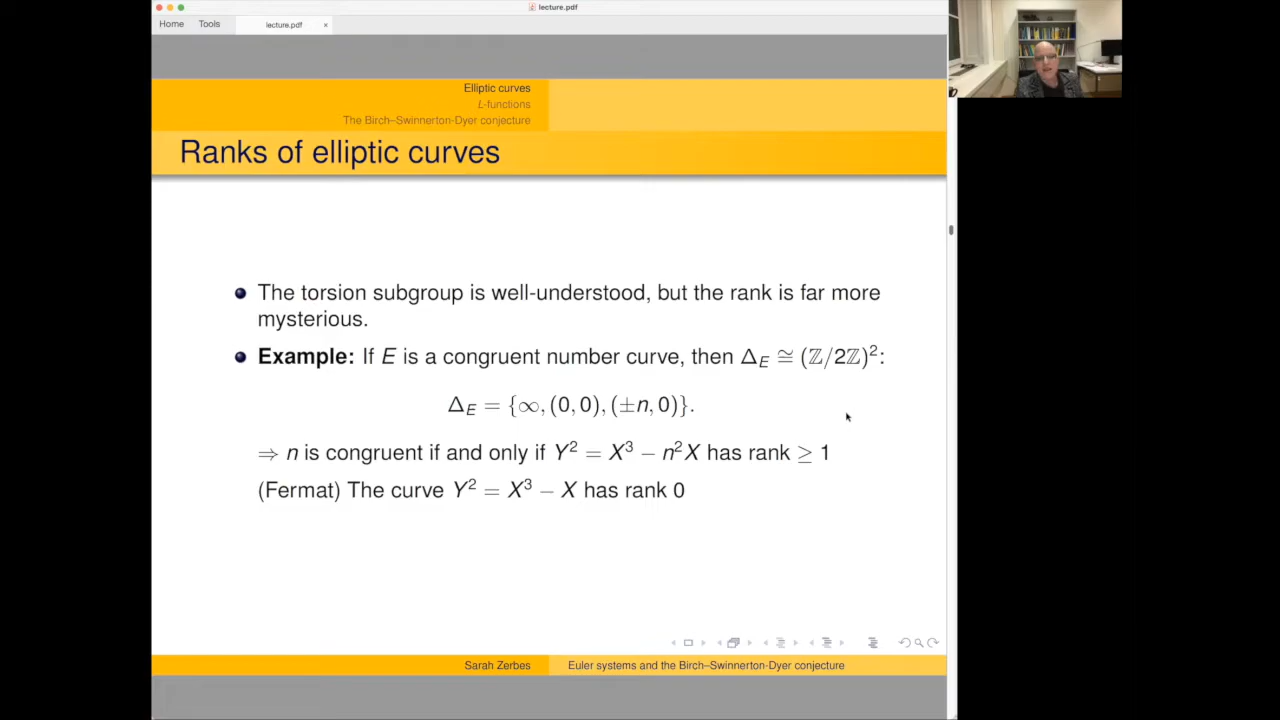 lecture.pdf
Home Tools lecture.pdf ×
Elliptic curves
L-functions
The Birch–Swinnerton-Dyer conjecture
Ranks of elliptic curves
The torsion subgroup is well-understood, but the rank is far more
mysterious.
Example: If E is a congruent number curve, then Δ_E ≅ (ℤ/2ℤ)²:
Δ_E = {∞, (0, 0), (±n, 0)}.
⇒ n is congruent if and only if Y² = X³ − n²X has rank ≥ 1
(Fermat) The curve Y² = X³ − X has rank 0
Sarah Zerbes Euler systems and the Birch–Swinnerton-Dyer conjecture